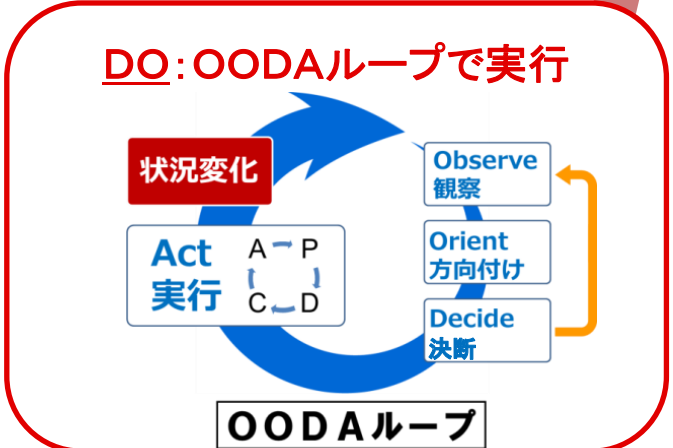 DO:OODAループで実行
状況変化
Observe
観察
Orient
方向付け
Decide
決断
Act
実行
A P
C D
OODAループ